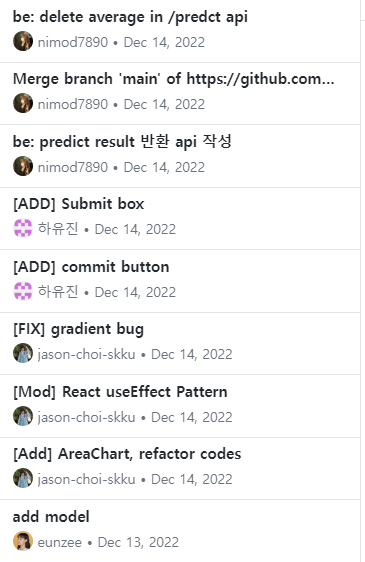 be: delete average in /predct api
nimod7890 • Dec 14, 2022
Merge branch 'main' of https://github.com...
nimod7890 • Dec 14, 2022
be: predict result 반환 api 작성
nimod7890 • Dec 14, 2022
[ADD] Submit box
하유진 • Dec 14, 2022
[ADD] commit button
하유진 • Dec 14, 2022
[FIX] gradient bug
jason-choi-skku • Dec 14, 2022
[Mod] React useEffect Pattern
jason-choi-skku • Dec 14, 2022
[Add] AreaChart, refactor codes
jason-choi-skku • Dec 14, 2022
add model
eunzee • Dec 13, 2022